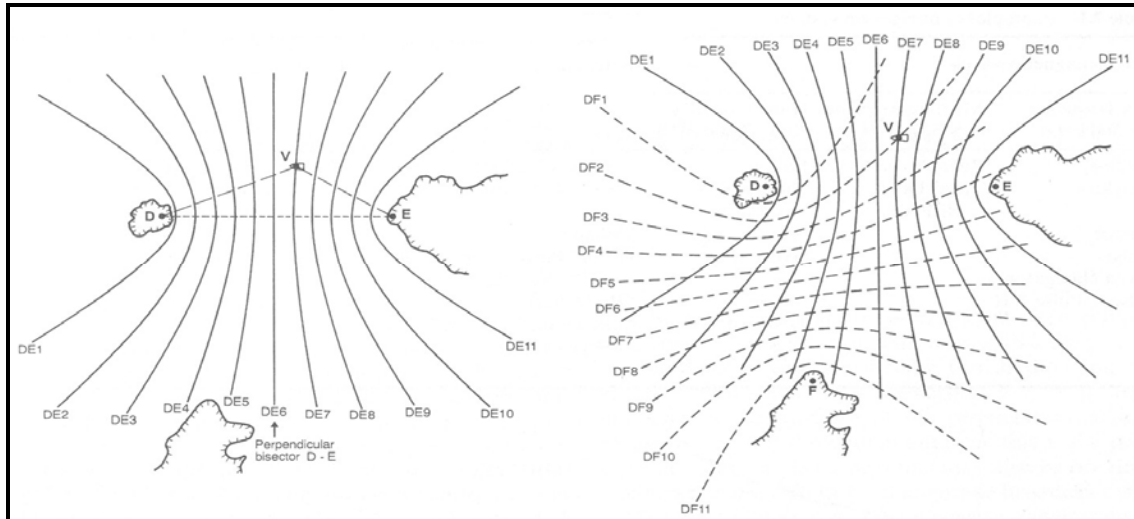 V
D
E
DE1
DE2
DE3
DE4
DE5
DE6
DE7
DE8
DE9
DE10
DE11
Perpendicular
bisector D - E
DE1
DE2
DE3
DE4
DE5
DE6
DE7
DE8
DE9
DE10
DE11
DF1
V
DF2
D
E
DF3
DF4
DF5
DF6
DF7
DF8
F
DF9
DF10
DF11